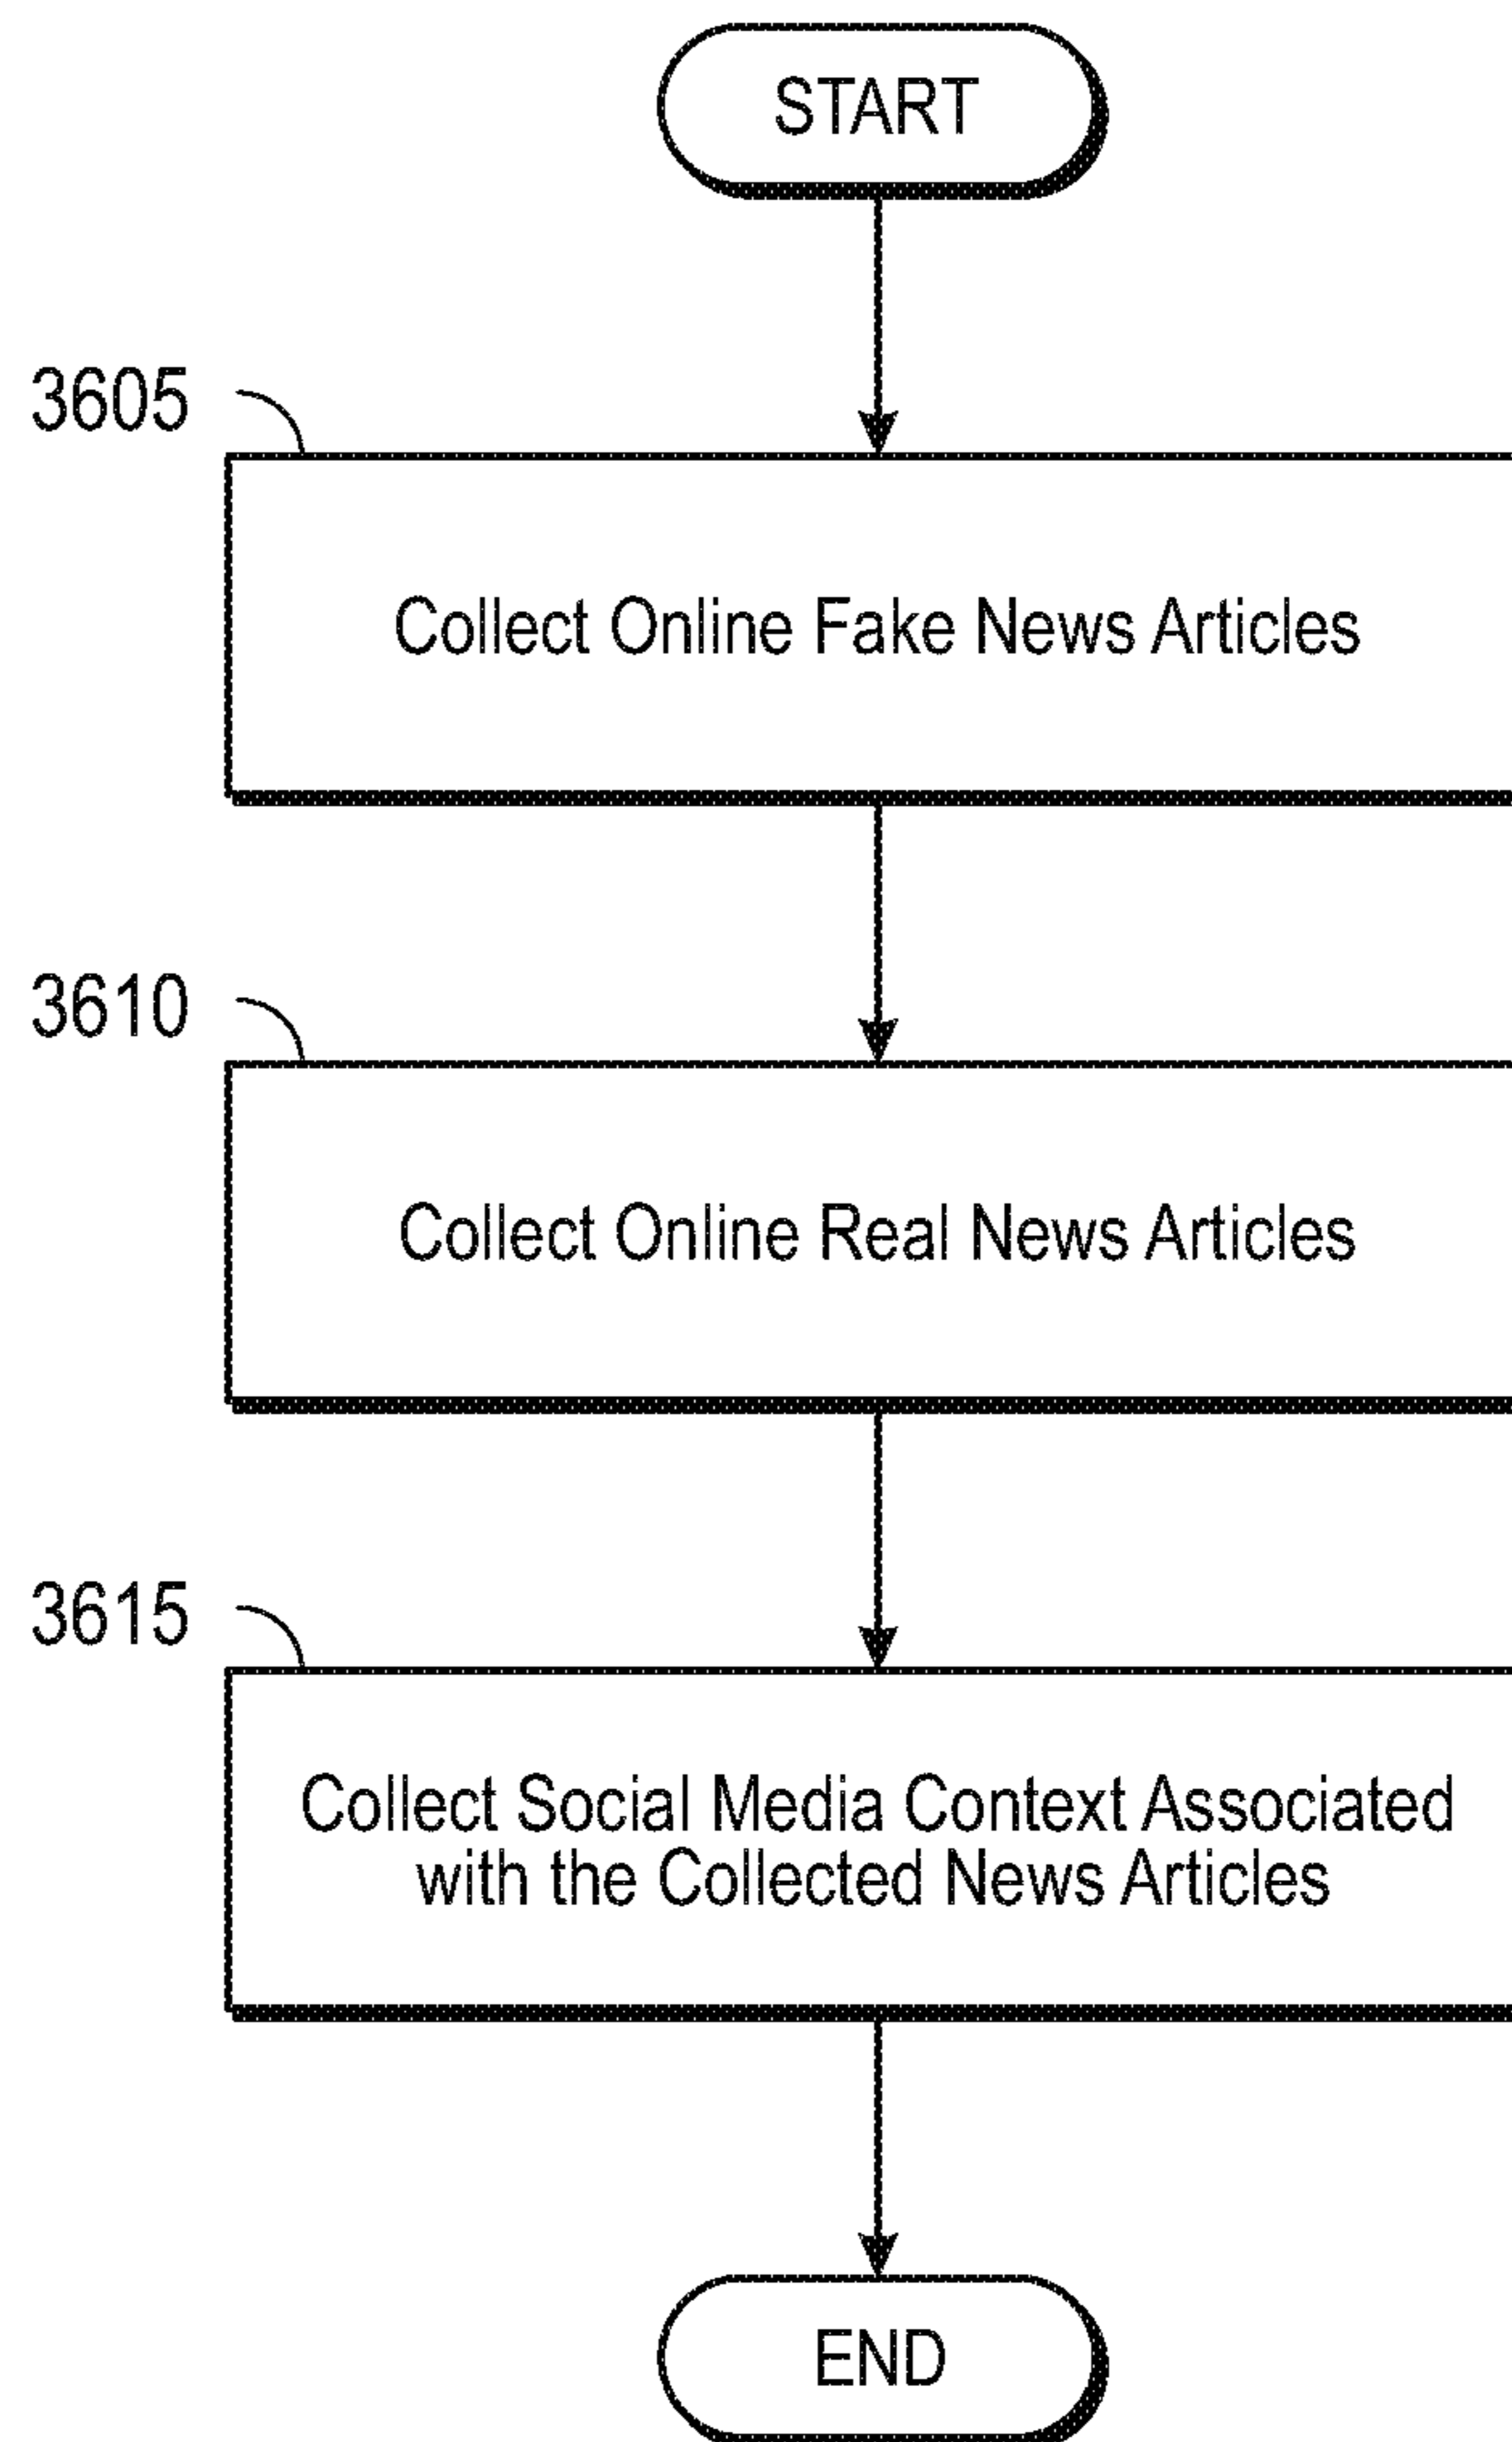 START
3605
Collect Online Fake News Articles
3610
Collect Online Real News Articles
3615
Collect Social Media Context Associated
with the Collected News Articles
END